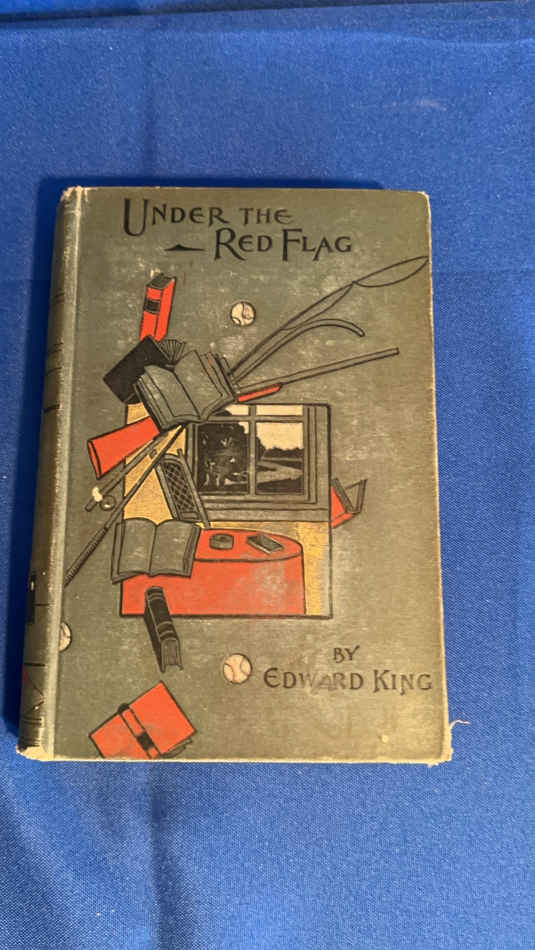 UNDER THE
RED FLAG
BY
EDWARD KING